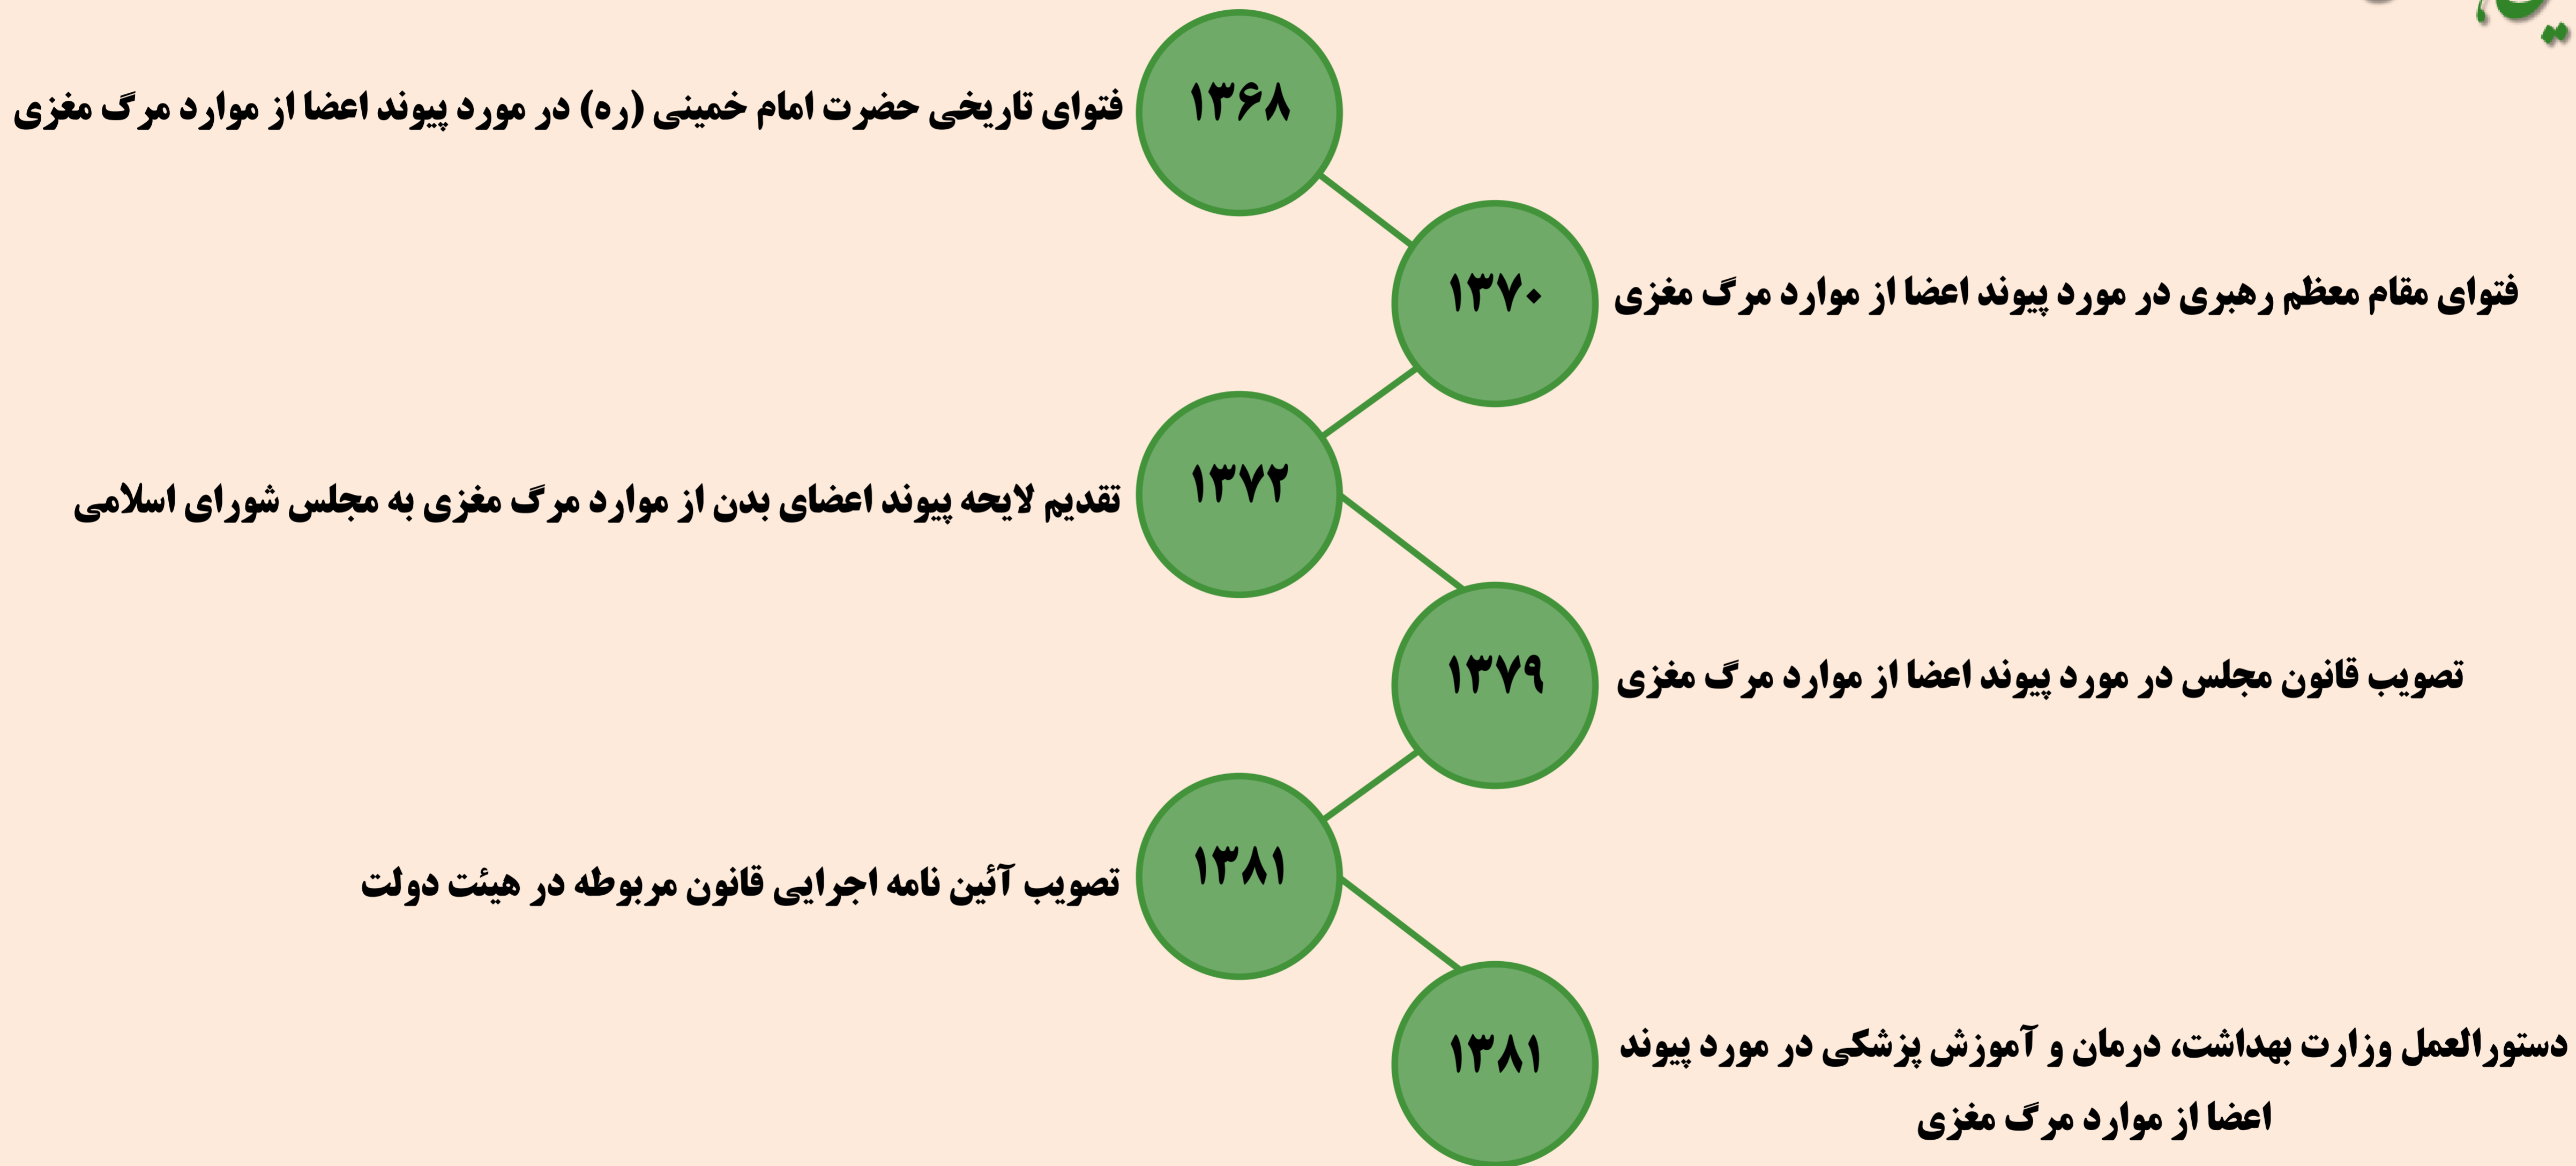 ۱۳۶۸
فتوای تاریخی حضرت امام خمینی (ره) در مورد پیوند اعضا از موارد مرگ مغزی
۱۳۷۰
فتوای مقام معظم رهبری در مورد پیوند اعضا از موارد مرگ مغزی
۱۳۷۲
تقدیم لایحه پیوند اعضای بدن از موارد مرگ مغزی به مجلس شورای اسلامی
۱۳۷۹
تصویب قانون مجلس در مورد پیوند اعضا از موارد مرگ مغزی
۱۳۸۱
تصویب آئین نامه اجرایی قانون مربوطه در هیئت دولت
۱۳۸۱
دستورالعمل وزارت بهداشت، درمان و آموزش پزشکی در مورد پیوند
اعضا از موارد مرگ مغزی